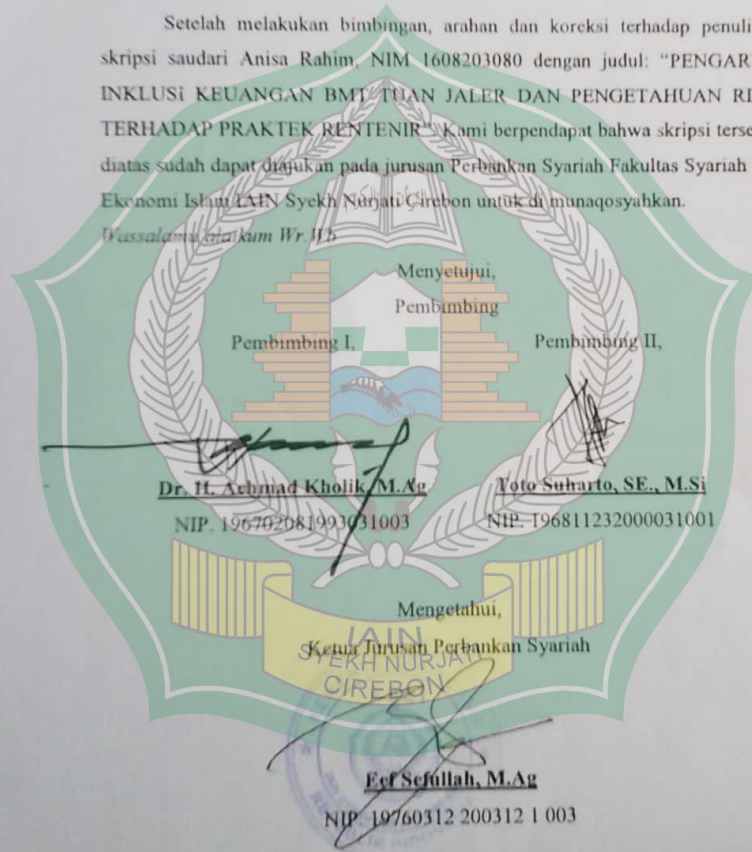 Setelah melakukan bimbingan, arahan dan koreksi terhadap penuli
skripsi saudari Anisa Rahim, NIM 1608203080 dengan judul: "PENGAR
INKLUSI KEUANGAN BMT TUAN JALER DAN PENGETAHUAN RI
TERHADAP PRAKTEK RENTENIR" Kami berpendapat bahwa skripsi terse
diatas sudah dapat diajukan pada jurusan Perbankan Syariah Fakultas Syariah
Ekonomi Islam IAIN Syekh Nurjati Cirebon untuk di munaqosyahkan.
Wassalamu'alaikum Wr.Wb
Menyetujui,
Pembimbing
Pembimbing I, Pembimbing II,
Dr. H. Achmad Kholik, M.Ag Toto Suharto, SE., M.Si
NIP. 196702081993031003 NIP. 196811232000031001
Mengetahui,
Ketua Jurusan Perbankan Syariah
IAIN
SYEKH NURJATI
CIREBON
Eef Sefullah, M.Ag
NIP. 19760312 200312 1 003